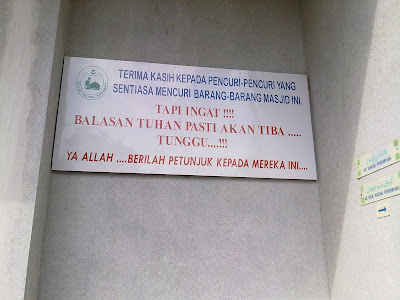 TERIMA KASIH KEPADA PENCURI-PENCURI YANG
SENTIASA MENCURI BARANG-BARANG MASJID INI.
TAPI INGAT !!!!
BALASAN TUHAN PASTI AKAN TIBA .....
TUNGGU....!!!
YA ALLAH ....BERILAH PETUNJUK KEPADA MEREKA INI....